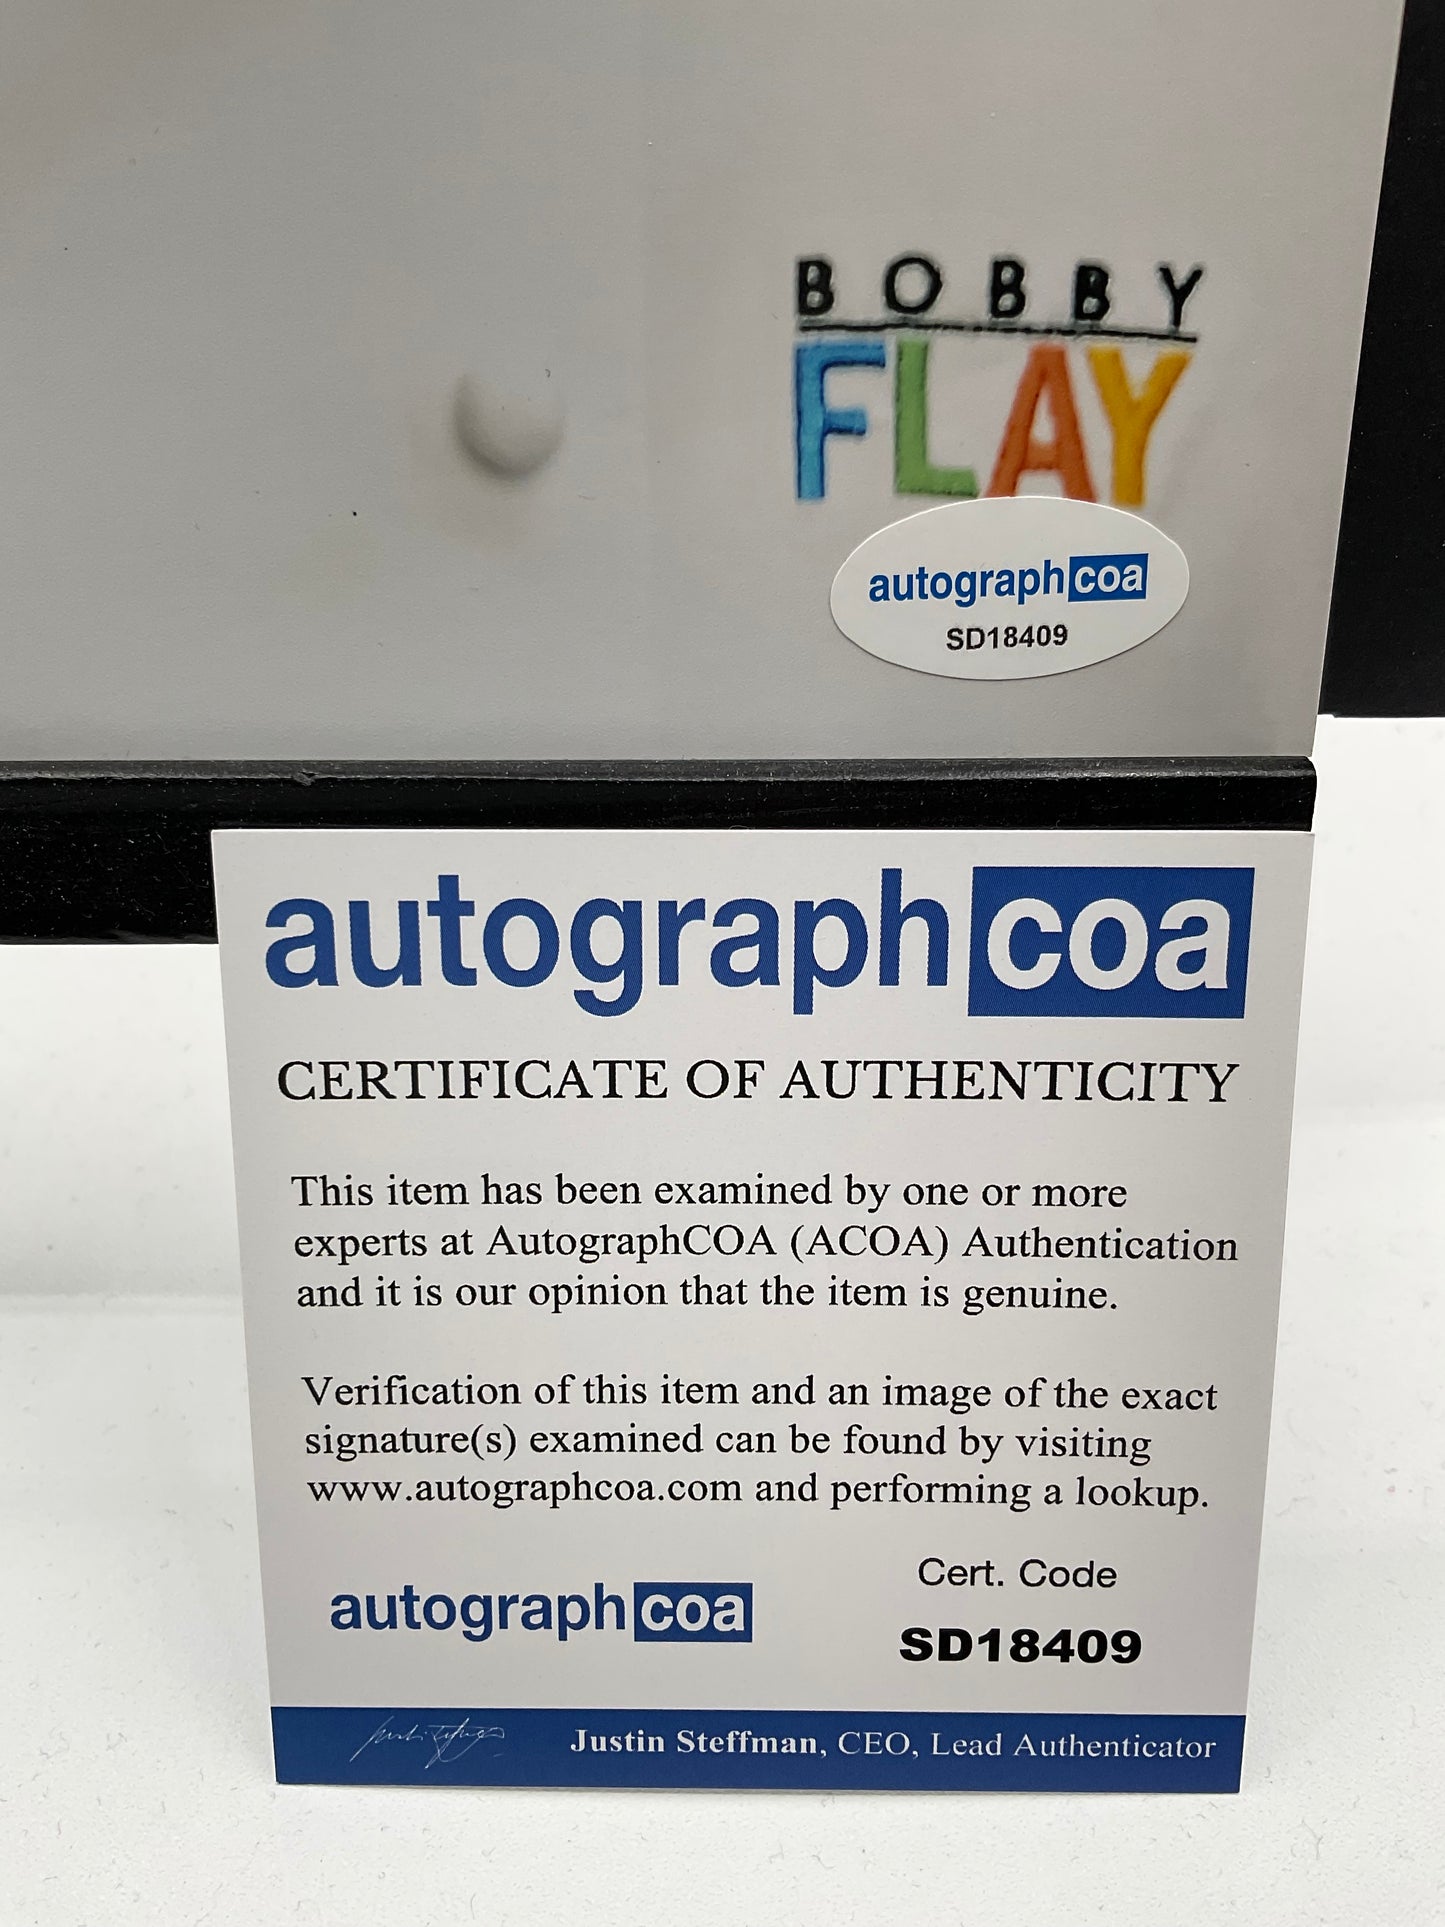 BOBBY
FLAY
autographcoa
SD18409
autographcoa
CERTIFICATE OF AUTHENTICITY
This item has been examined by one or more
experts at AutographCOA (ACOA) Authentication
and it is our opinion that the item is genuine.
Verification of this item and an image of the exact
signature(s) examined can be found by visiting
www.autographcoa.com and performing a lookup.
autographcoa
Cert. Code
SD18409
Justin Steffman, CEO, Lead Authenticator